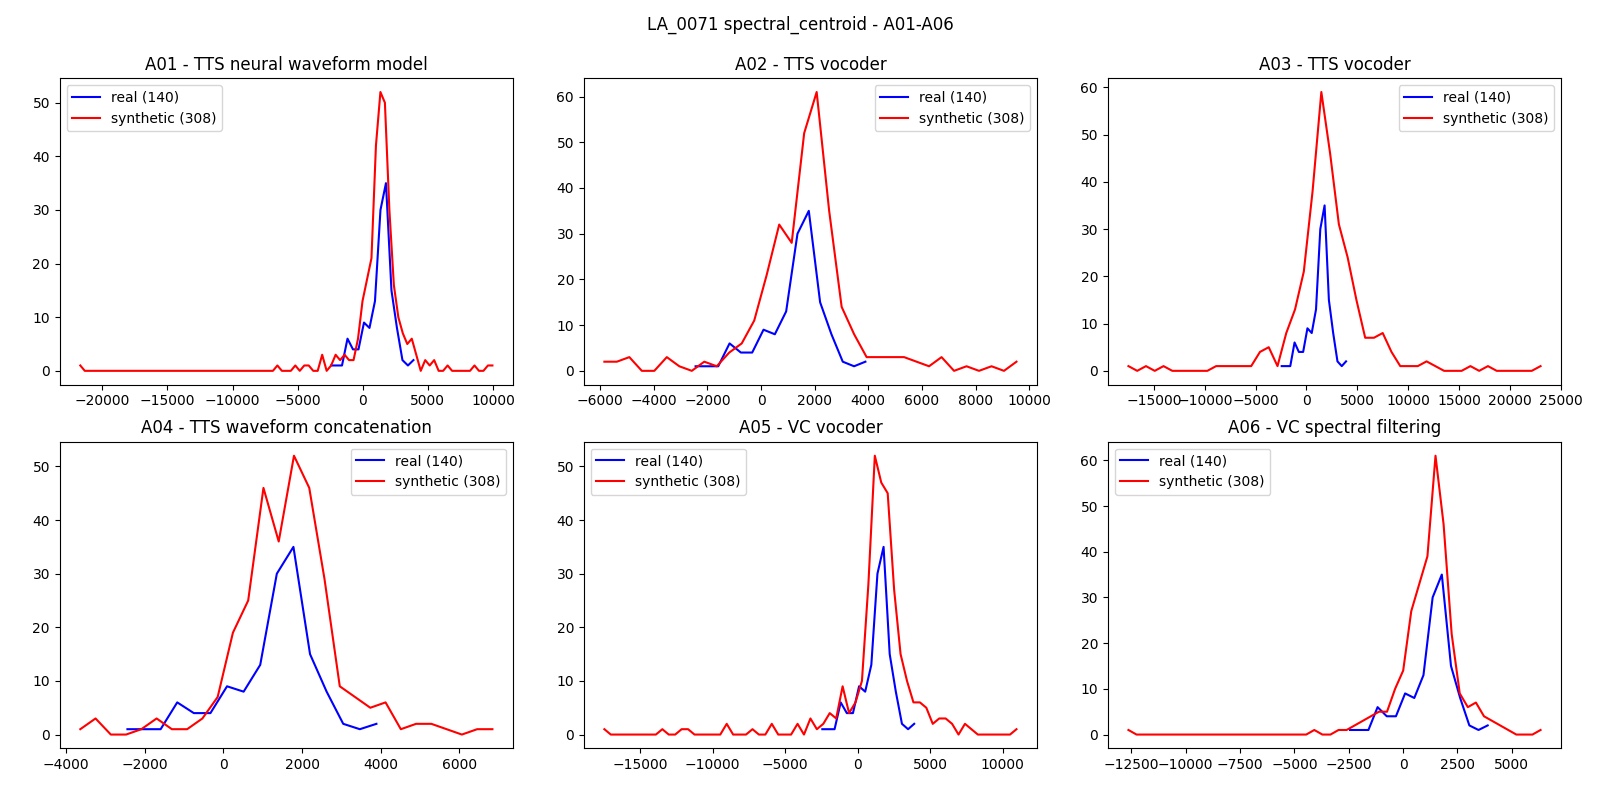 LA_0071 spectral_centroid - A01-A06
A01 - TTS neural waveform model
real (140)
synthetic (308)
50
40
30
20
10
0
−20000 −15000 −10000 −5000 0 5000 10000
A02 - TTS vocoder
real (140)
synthetic (308)
60
50
40
30
20
10
0
−6000 −4000 −2000 0 2000 4000 6000 8000 10000
A03 - TTS vocoder
real (140)
synthetic (308)
60
50
40
30
20
10
0
−15000 −10000 −5000 0 5000 10000 15000 20000 25000
A04 - TTS waveform concatenation
real (140)
synthetic (308)
50
40
30
20
10
0
−4000 −2000 0 2000 4000 6000
A05 - VC vocoder
real (140)
synthetic (308)
50
40
30
20
10
0
−15000 −10000 −5000 0 5000 10000
A06 - VC spectral filtering
real (140)
synthetic (308)
60
50
40
30
20
10
0
−12500 −10000 −7500 −5000 −2500 0 2500 5000